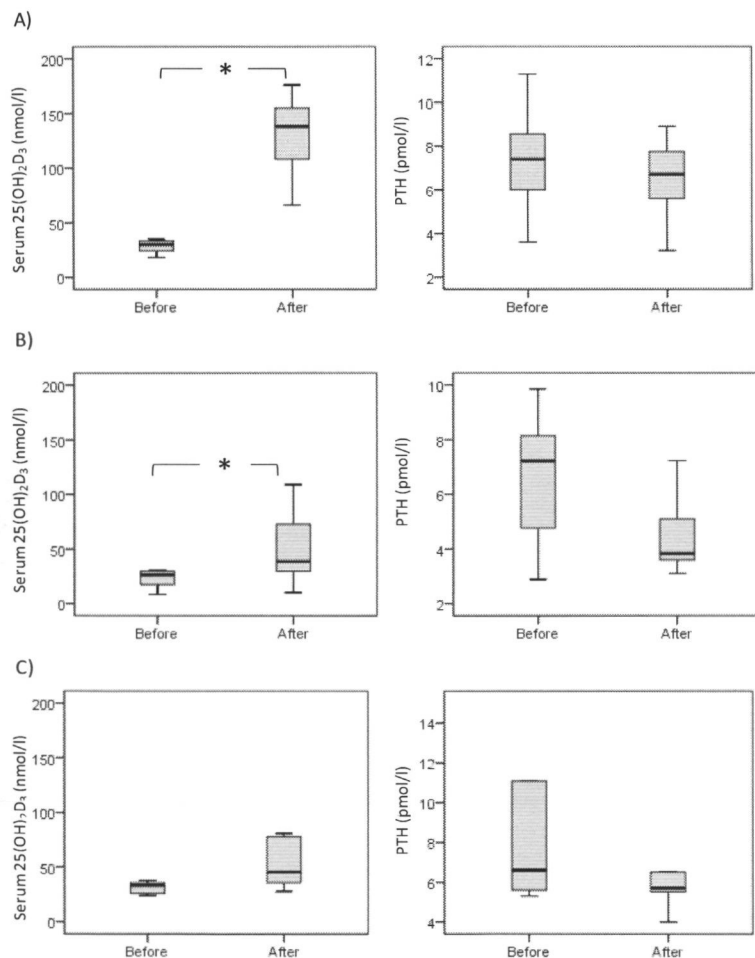 A)
Serum 25(OH)₂D₃ (nmol/l)
200
150
100
50
0
*
Before After
PTH (pmol/l)
12
10
8
6
4
2
Before After
B)
Serum 25(OH)₂D₃ (nmol/l)
200
150
100
50
0
*
Before After
PTH (pmol/l)
10
8
6
4
2
Before After
C)
Serum 25(OH)₂D₃ (nmol/l)
200
150
100
50
0
Before After
PTH (pmol/l)
14
12
10
8
6
4
Before After